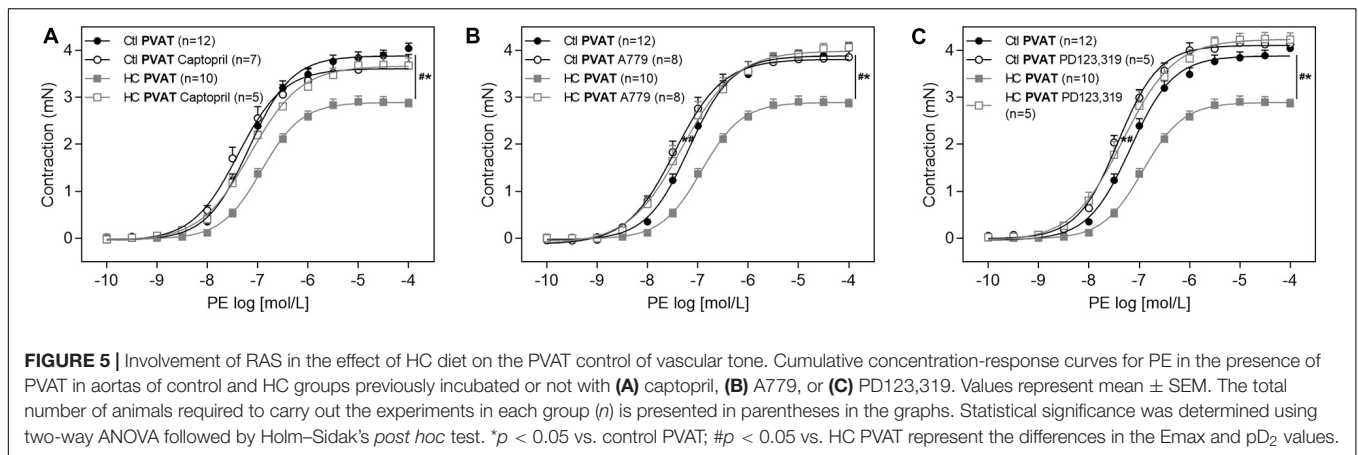 A
Ctl PVAT (n=12)
Ctl PVAT Captopril (n=7)
HC PVAT (n=10)
HC PVAT Captopril (n=5)
#*
*
Contraction (mN)
4
3
2
1
0
-10 -9 -8 -7 -6 -5 -4
PE log [mol/L]
B
Ctl PVAT (n=12)
Ctl PVAT A779 (n=8)
HC PVAT (n=10)
HC PVAT A779 (n=8)
#*
*#
Contraction (mN)
4
3
2
1
0
-10 -9 -8 -7 -6 -5 -4
PE log [mol/L]
C
Ctl PVAT (n=12)
Ctl PVAT PD123,319 (n=5)
HC PVAT (n=10)
HC PVAT PD123,319
(n=5)
#*
*#
Contraction (mN)
4
3
2
1
0
-10 -9 -8 -7 -6 -5 -4
PE log [mol/L]
FIGURE 5 | Involvement of RAS in the effect of HC diet on the PVAT control of vascular tone. Cumulative concentration-response curves for PE in the presence of
PVAT in aortas of control and HC groups previously incubated or not with (A) captopril, (B) A779, or (C) PD123,319. Values represent mean ± SEM. The total
number of animals required to carry out the experiments in each group (n) is presented in parentheses in the graphs. Statistical significance was determined using
two-way ANOVA followed by Holm–Sidak's post hoc test. *p < 0.05 vs. control PVAT; #p < 0.05 vs. HC PVAT represent the differences in the Emax and pD₂ values.